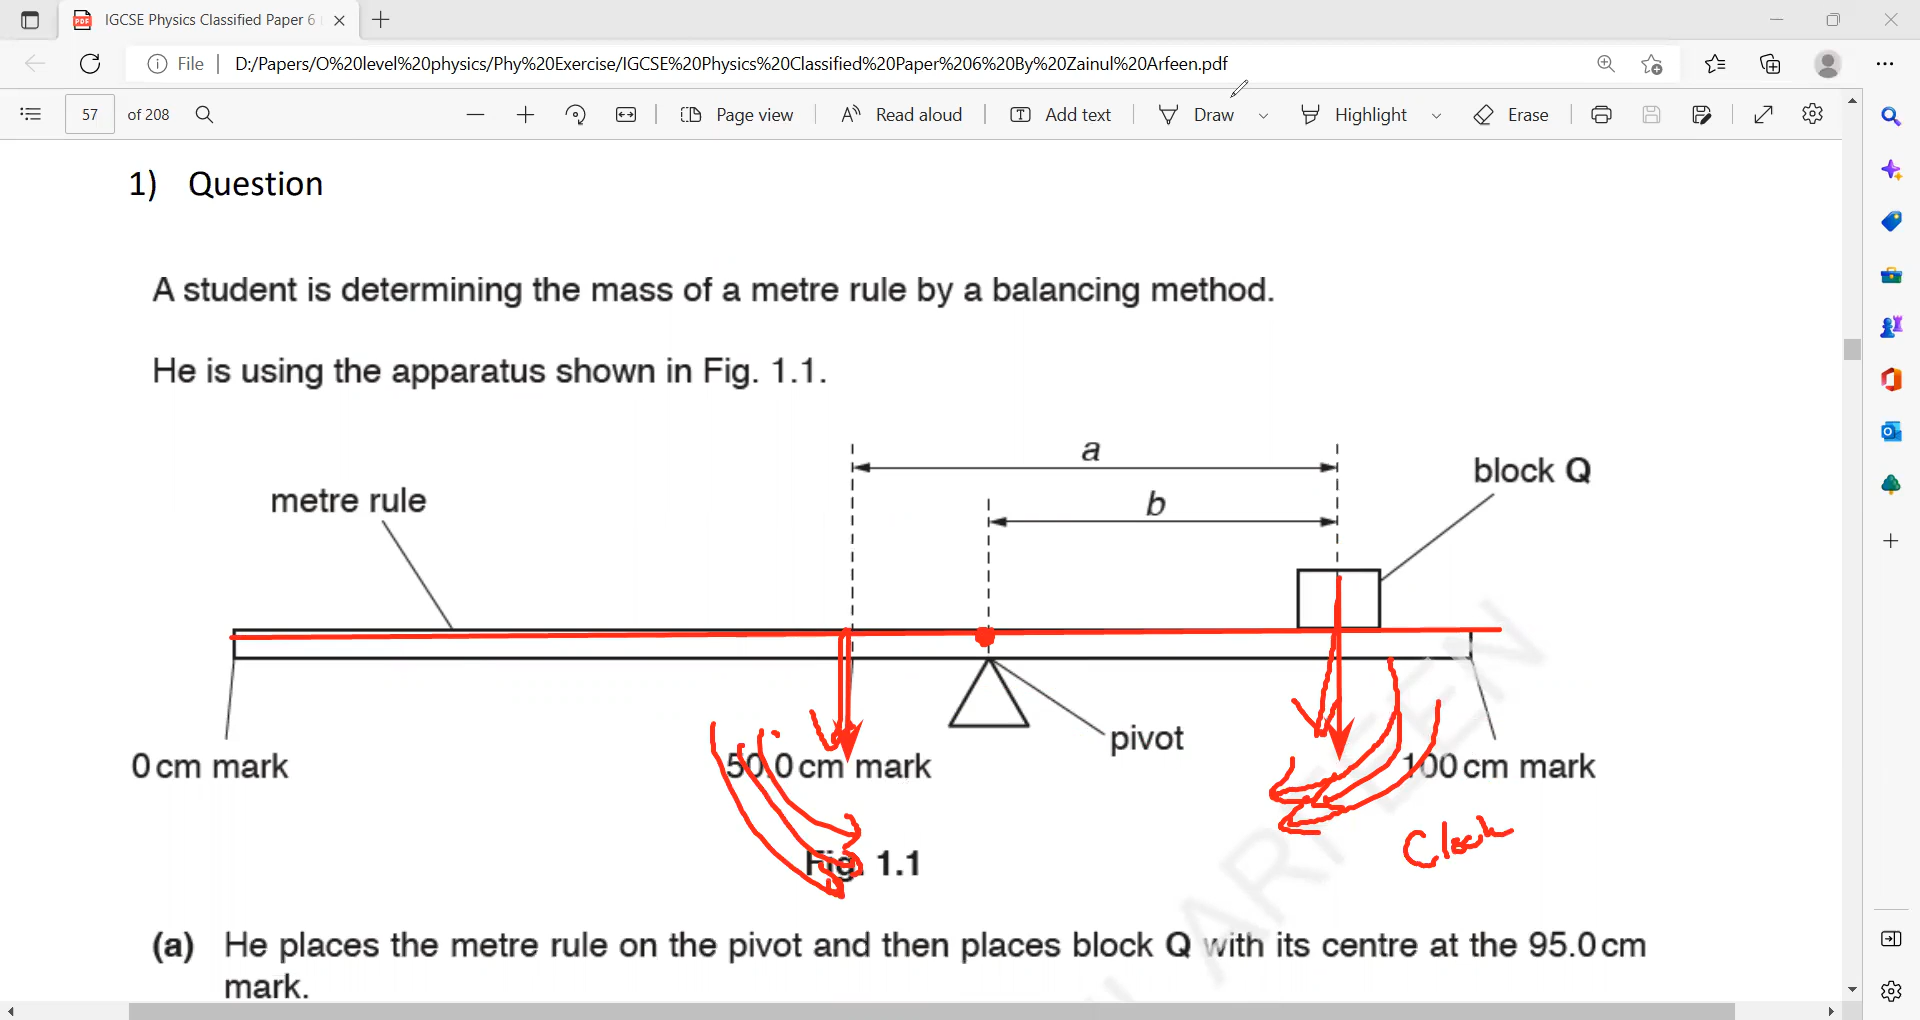 IGCSE Physics Classified Paper 6
File D:/Papers/O%20level%20physics/Phy%20Exercise/IGCSE%20Physics%20Classified%20Paper%206%20By%20Zainul%20Arfeen.pdf
57 of 208 Page view Read aloud Add text Draw Highlight Erase
1) Question
A student is determining the mass of a metre rule by a balancing method.
He is using the apparatus shown in Fig. 1.1.
a
block Q
metre rule
b
pivot
0 cm mark
50.0 cm mark
100 cm mark
Fig. 1.1
(a) He places the metre rule on the pivot and then places block Q with its centre at the 95.0 cm
mark.